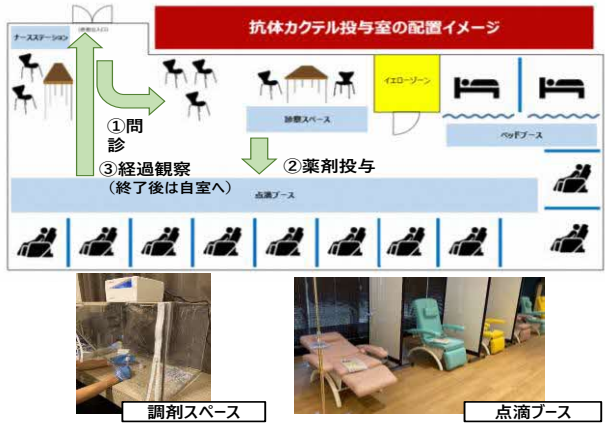 抗体カクテル投与室の配置イメージ
ナースステーション
イエローゾーン
診察スペース
ベッドブース
①問
診
②薬剤投与
③経過観察
(終了後は自室へ)
点滴ブース
調剤スペース
点滴ブース